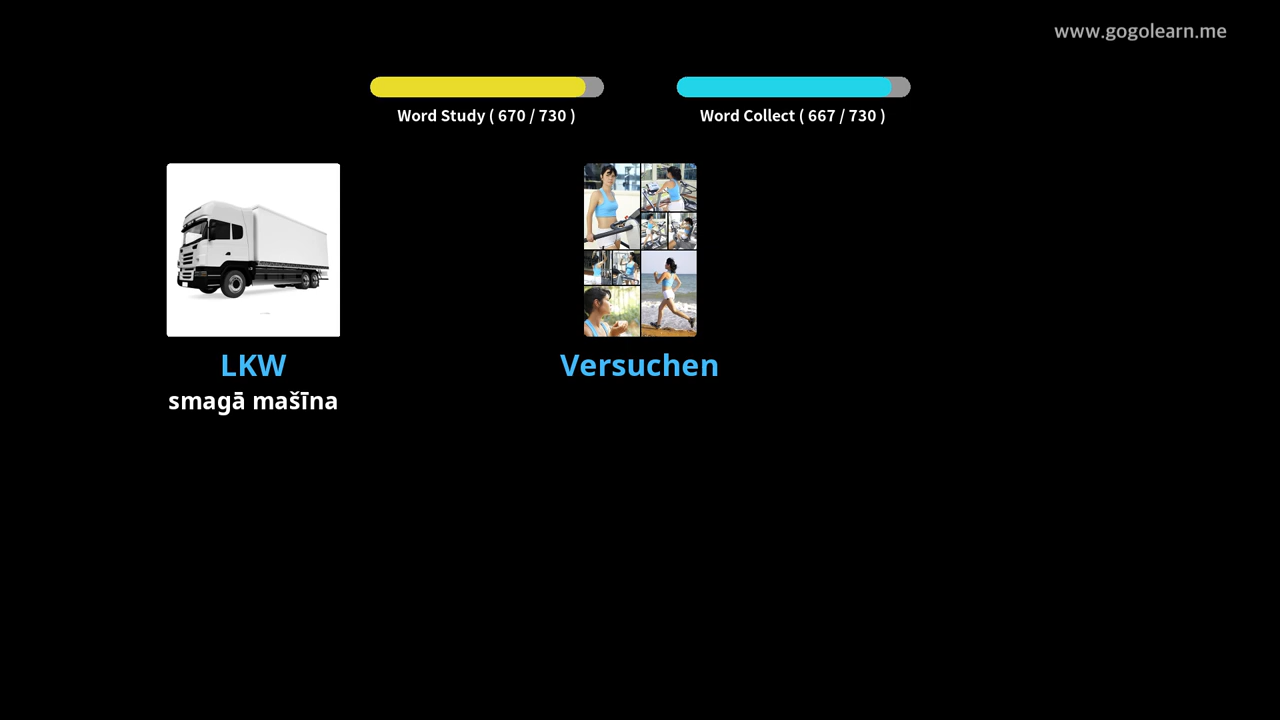 www.gogolearn.me
Word Study ( 670 / 730 )
Word Collect ( 667 / 730 )
LKW
smagā mašīna
Versuchen